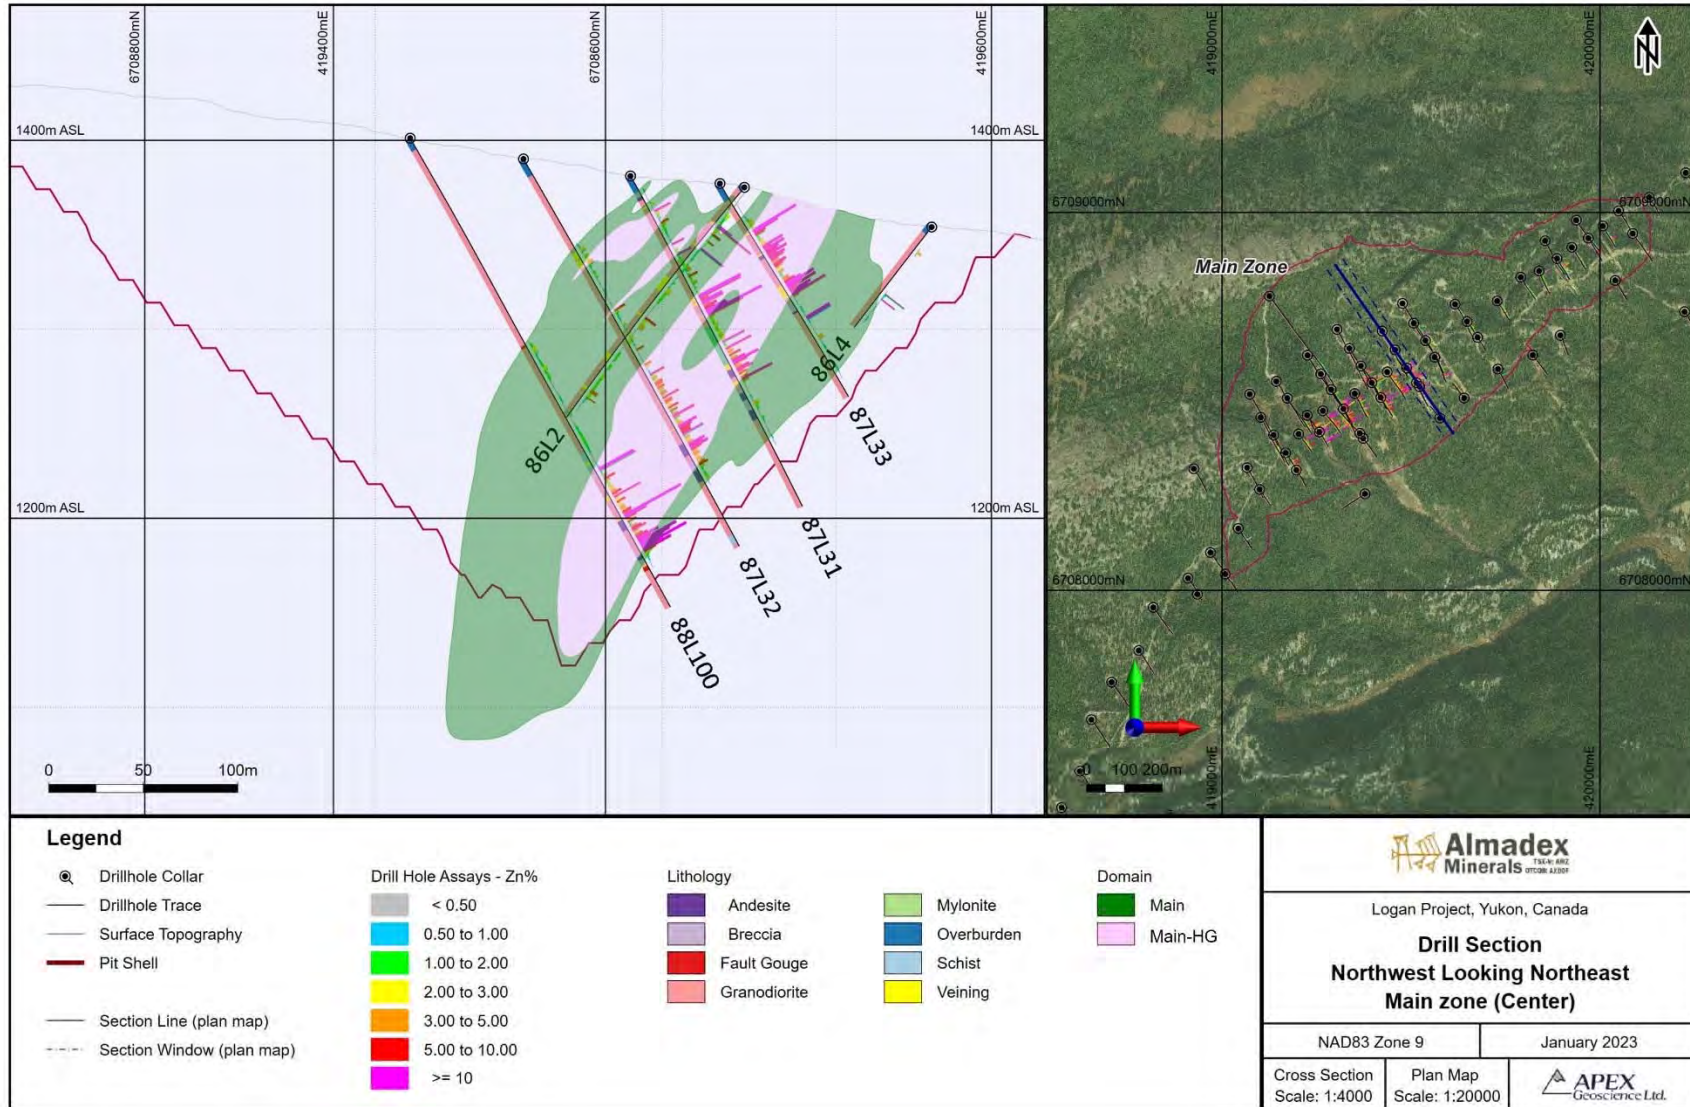 6708800mN
419400mE
6708600mN
419600mE
1400m ASL
1400m ASL
86L2
86L4
87L33
1200m ASL
1200m ASL
87L31
87L32
88L100
0 50 100m
419000mE
420000mE
N
6709000mN
6709000mN
Main Zone
6708000mN
6708000mN
0 100 200m
419000mE
420000mE
Legend
Drillhole Collar
Drillhole Trace
Surface Topography
Pit Shell
Section Line (plan map)
Section Window (plan map)
Drill Hole Assays - Zn%
< 0.50
0.50 to 1.00
1.00 to 2.00
2.00 to 3.00
3.00 to 5.00
5.00 to 10.00
>= 10
Lithology
Andesite
Breccia
Fault Gouge
Granodiorite
Mylonite
Overburden
Schist
Veining
Domain
Main
Main-HG
Almadex
Minerals
TSX-V: AMZ
Logan Project, Yukon, Canada
Drill Section
Northwest Looking Northeast
Main zone (Center)
NAD83 Zone 9
January 2023
Cross Section
Scale: 1:4000
Plan Map
Scale: 1:20000
APEX
Geoscience Ltd.